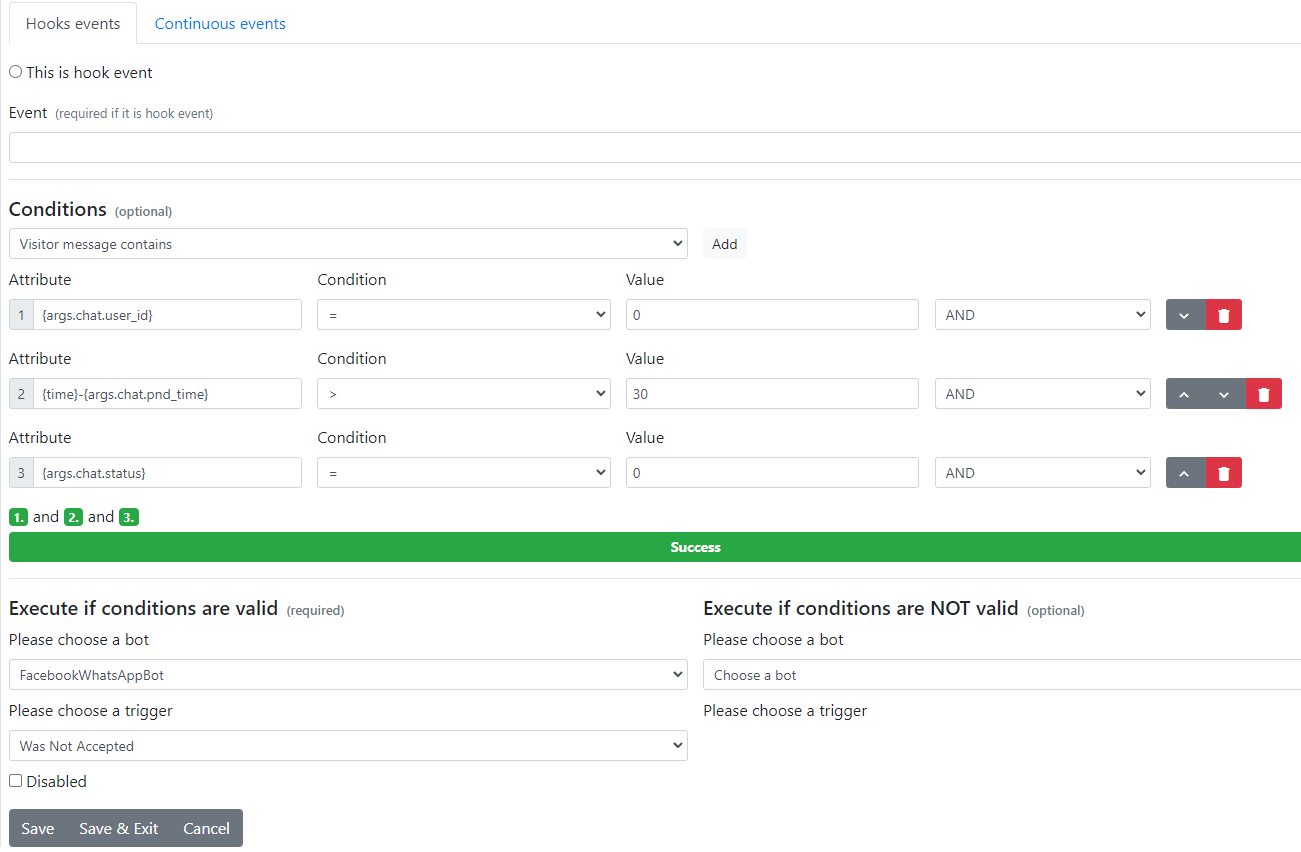 Hooks events Continuous events
This is hook event
Event (required if it is hook event)
Conditions (optional)
Visitor message contains Add
Attribute Condition Value
1 {args.chat.user_id} = 0 AND
Attribute Condition Value
2 {time}-{args.chat.pnd_time} > 30 AND
Attribute Condition Value
3 {args.chat.status} = 0 AND
1. and 2. and 3.
Success
Execute if conditions are valid (required) Execute if conditions are NOT valid (optional)
Please choose a bot Please choose a bot
FacebookWhatsAppBot Choose a bot
Please choose a trigger Please choose a trigger
Was Not Accepted
Disabled
Save Save & Exit Cancel